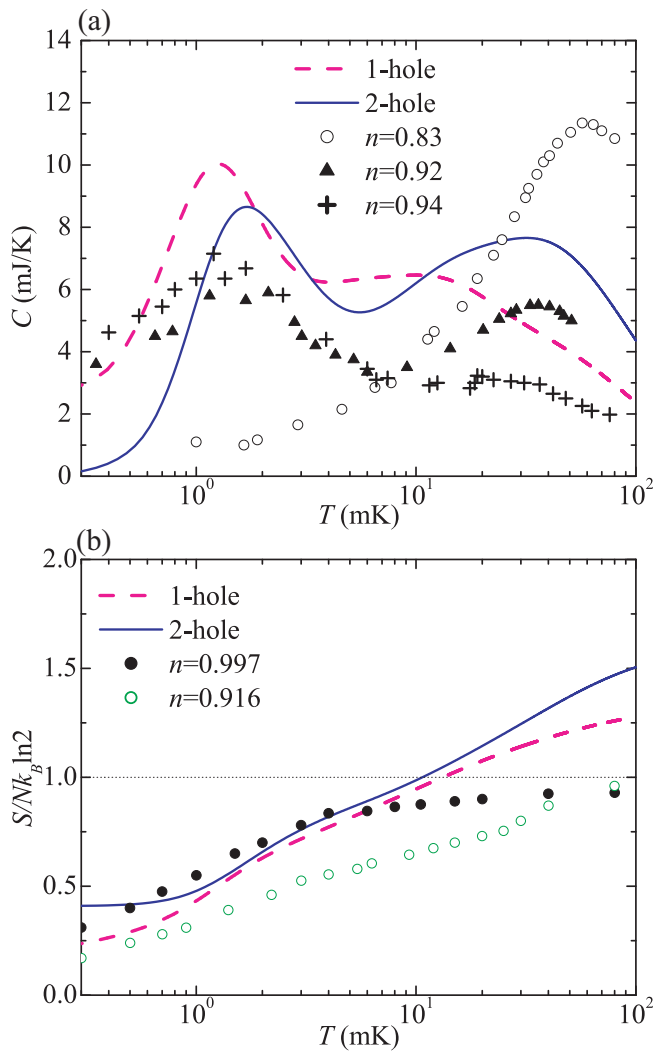 (a)
14
12
10
8
6
4
2
0
C (mJ/K)
1-hole
2-hole
n=0.83
n=0.92
n=0.94
10^0
10^1
10^2
T (mK)
(b)
2.0
1.5
1.0
0.5
0.0
S/Nk_B ln2
1-hole
2-hole
n=0.997
n=0.916
10^0
10^1
10^2
T (mK)